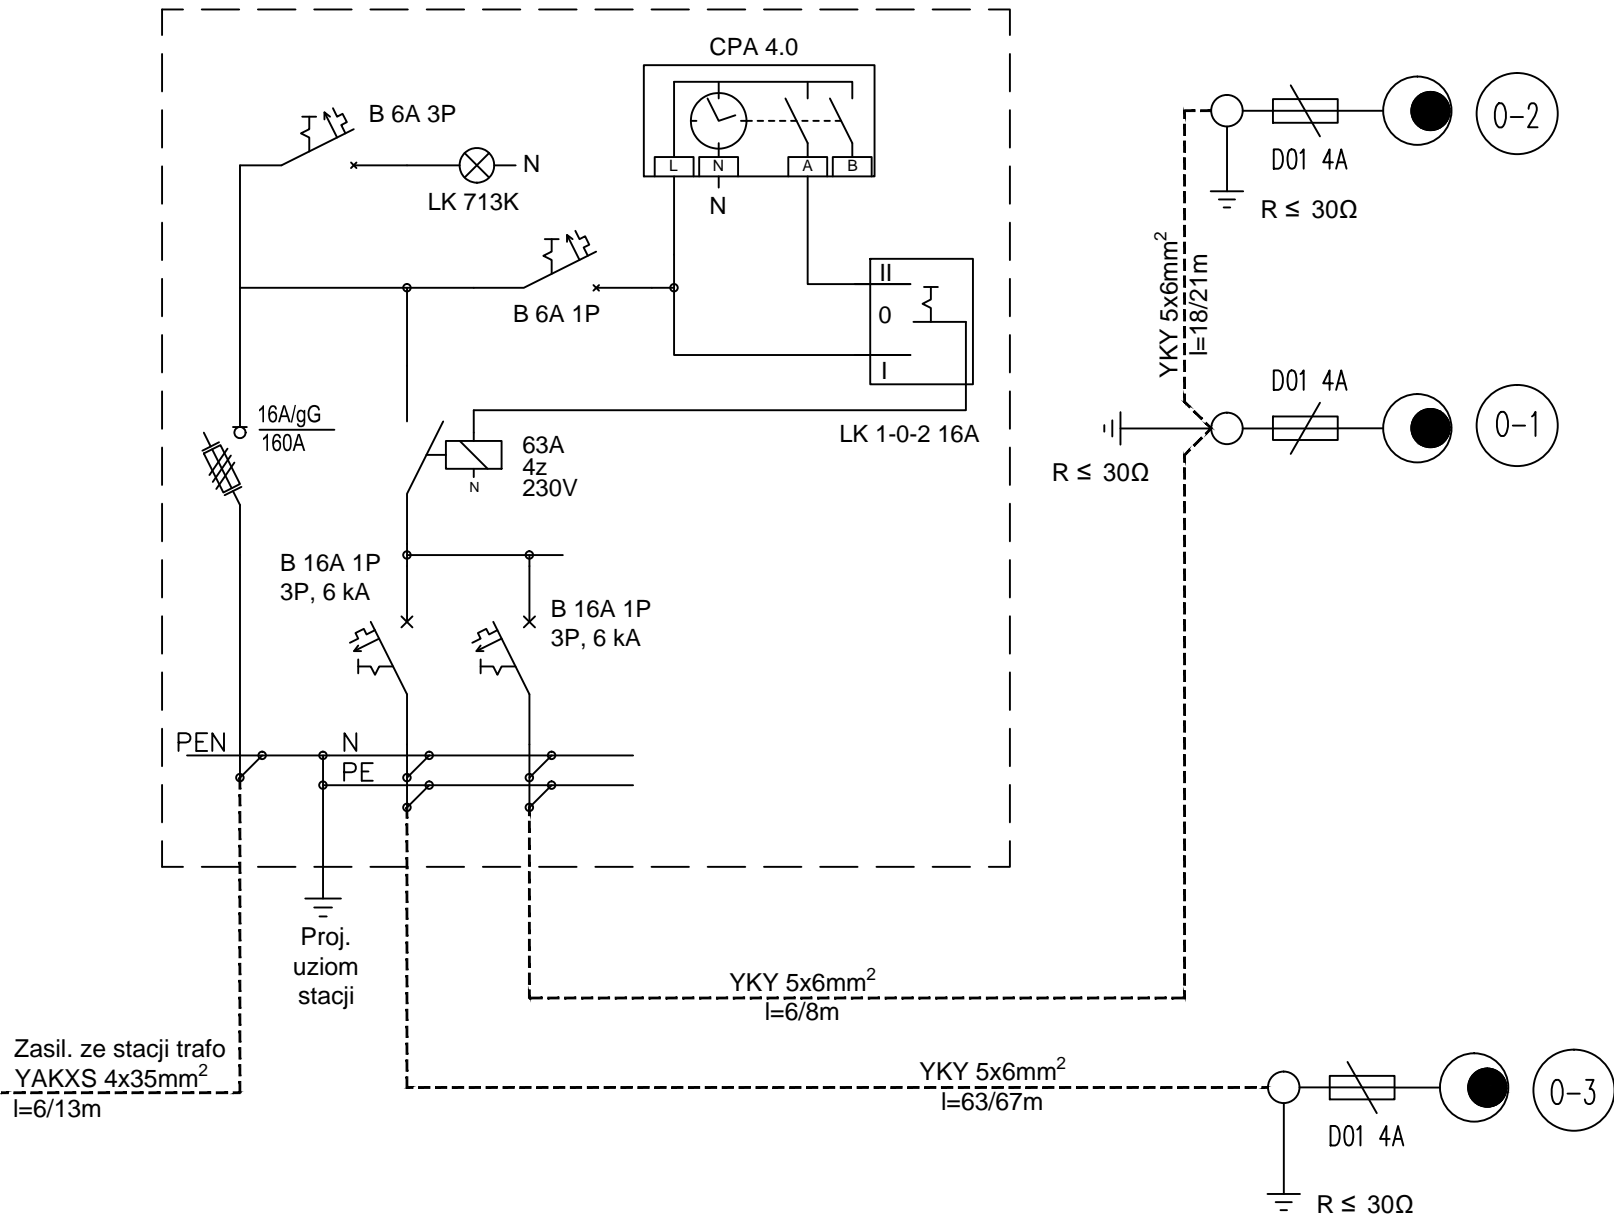 CPA 4.0
B 6A 3P
N
LK 713K
L
N
A
B
N
B 6A 1P
II
0
I
LK 1-0-2 16A
16A/gG
160A
63A
4z
230V
N
B 16A 1P
3P, 6 kA
B 16A 1P
3P, 6 kA
PEN
N
PE
Proj.
uziom
stacji
Zasil. ze stacji trafo
YAKXS 4x35mm²
l=6/13m
YKY 5x6mm²
l=6/8m
YKY 5x6mm²
l=63/67m
YKY 5x6mm²
l=18/21m
D01 4A
0-2
R ≤ 30Ω
D01 4A
0-1
R ≤ 30Ω
D01 4A
0-3
R ≤ 30Ω